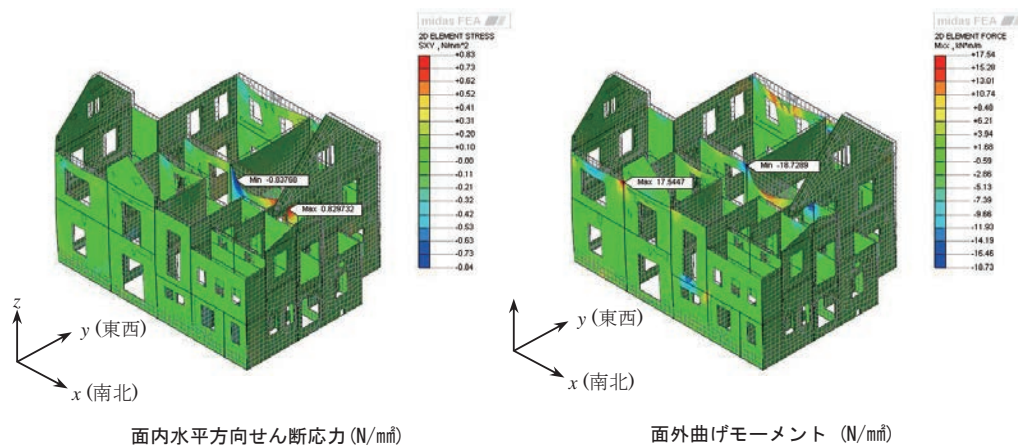 midas FEA
2D ELEMENT STRESS
SXY , N/mm^2
+0.83
+0.73
+0.62
+0.52
+0.41
+0.31
+0.20
-0.00
-0.11
-0.21
-0.32
-0.42
-0.53
-0.63
-0.73
-0.84
Min -0.83760
Max 0.829732
z
y (東西)
x (南北)
面内水平方向せん断応力(N/㎟)
midas FEA
2D ELEMENT FORCE
Mxx , kN*m/m
+17.54
+15.28
+13.01
+10.74
+8.48
+6.21
+3.94
+1.68
-0.59
-2.86
-5.13
-7.39
-9.66
-11.93
-14.19
-16.46
-18.73
Min -18.7289
Max 17.5447
y (東西)
x (南北)
面外曲げモーメント (N/㎟)